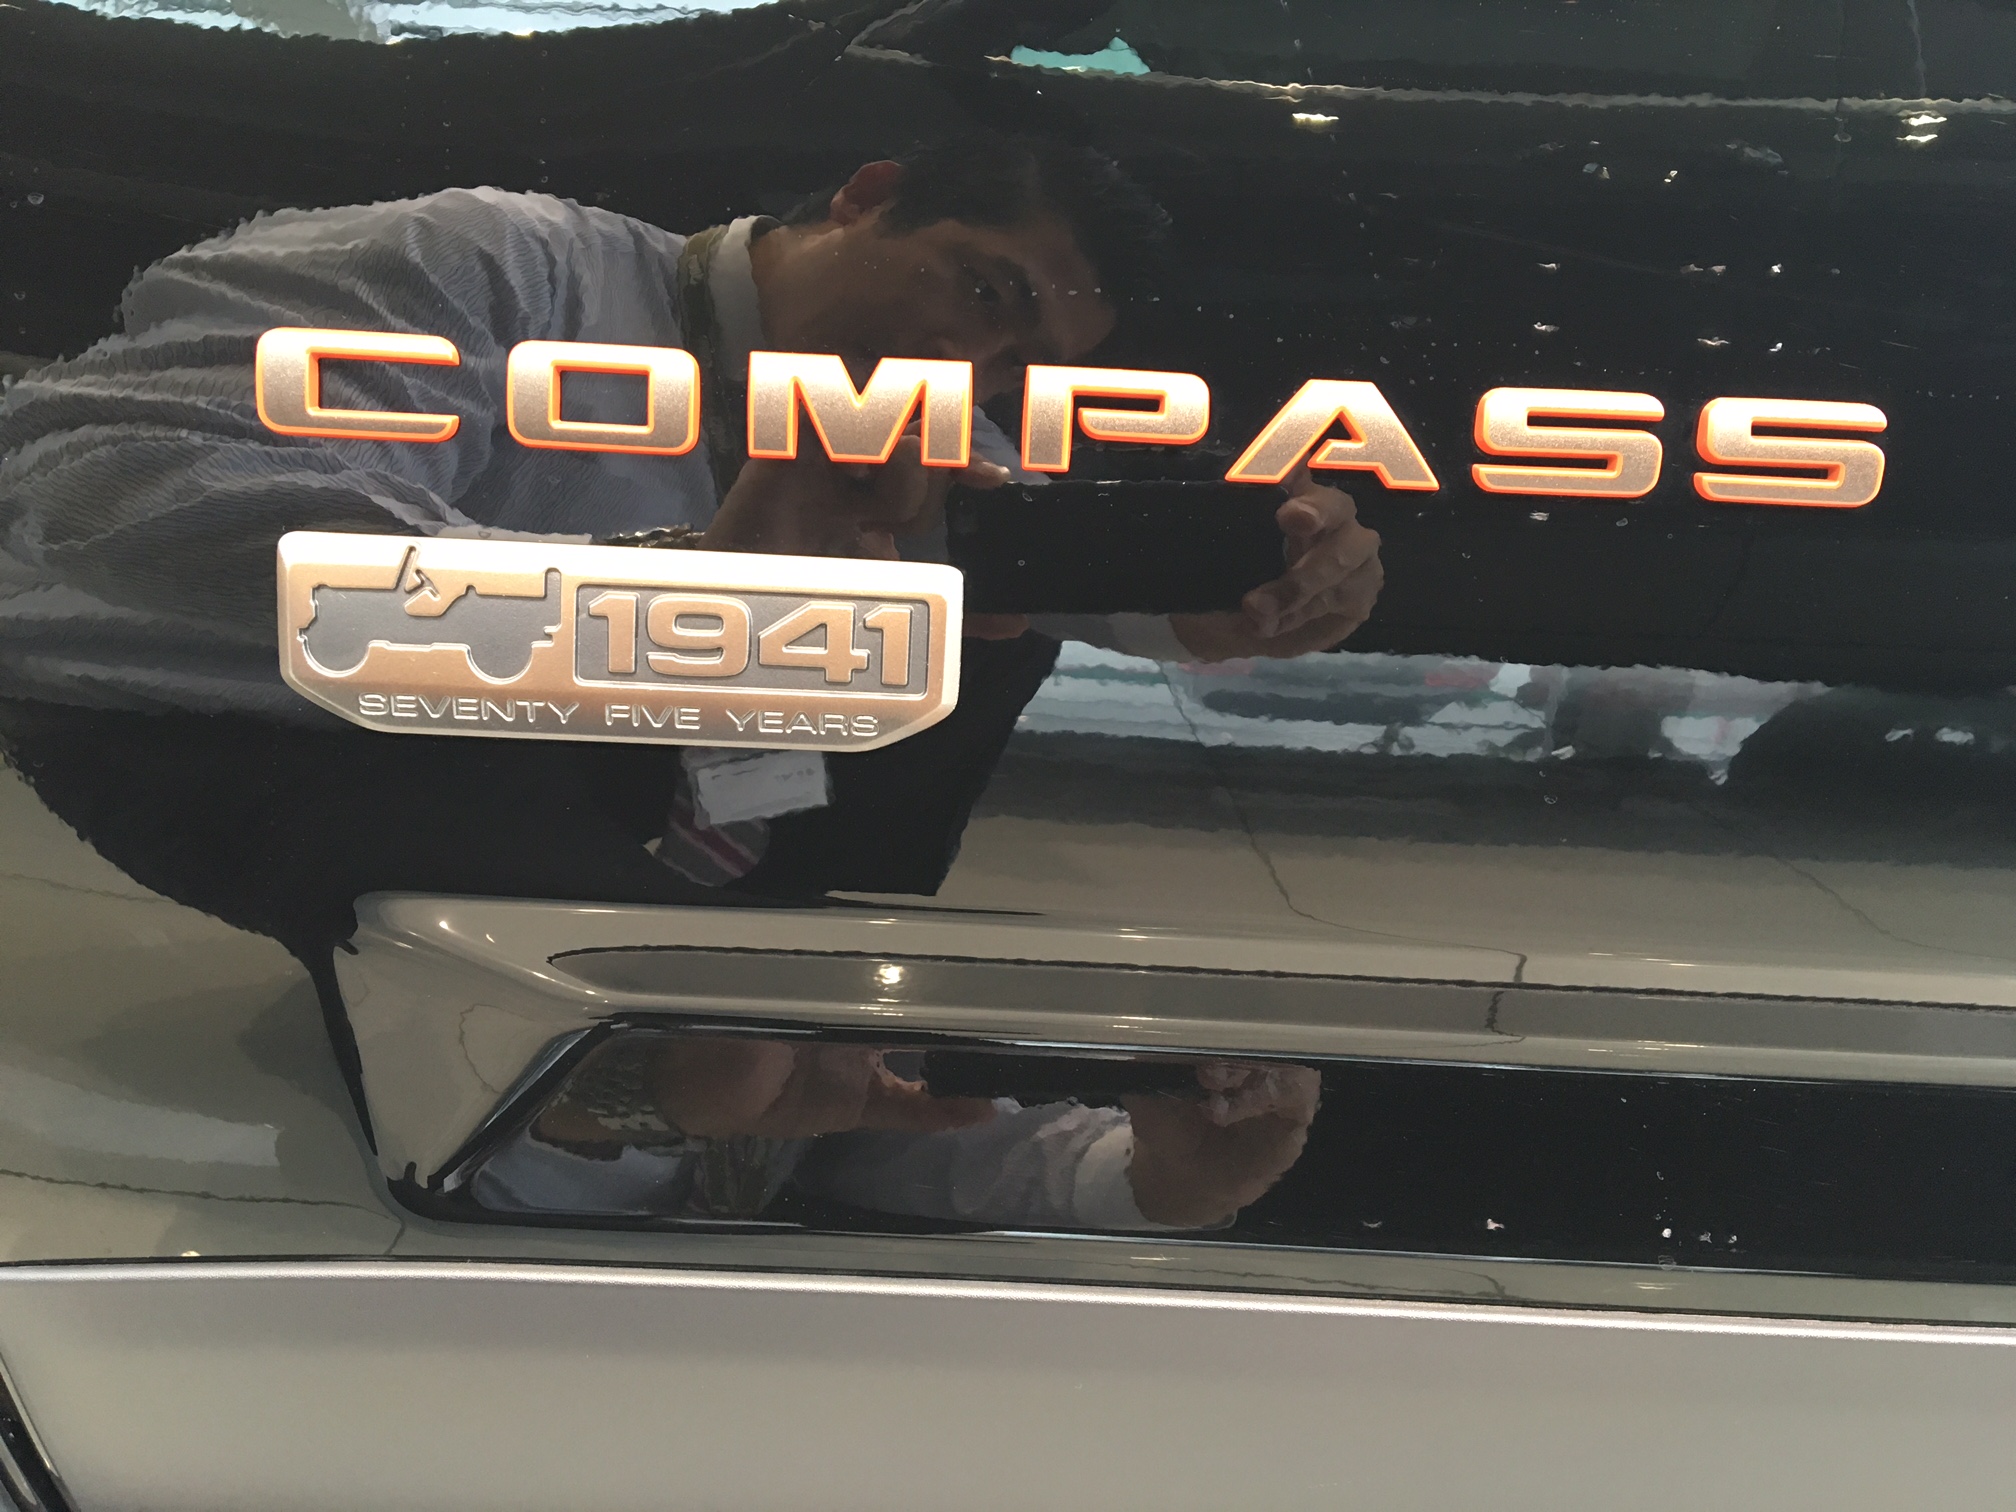 COMPASS
1941
SEVENTY FIVE YEARS